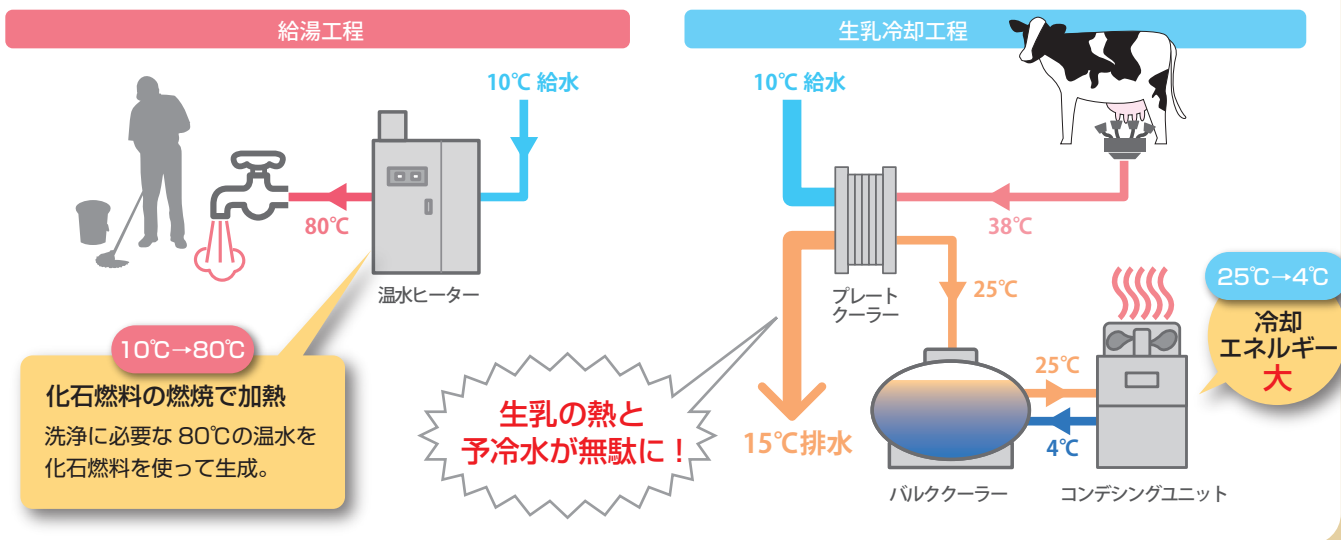 給湯工程
10℃ 給水
80℃
温水ヒーター
10℃→80℃
化石燃料の燃焼で加熱
洗浄に必要な 80℃の温水を
化石燃料を使って生成。
生乳冷却工程
10℃ 給水
38℃
プレート
クーラー
25℃
生乳の熱と
予冷水が無駄に！
15℃排水
25℃
4℃
バルククーラー
コンデシングユニット
25℃→4℃
冷却
エネルギー
大